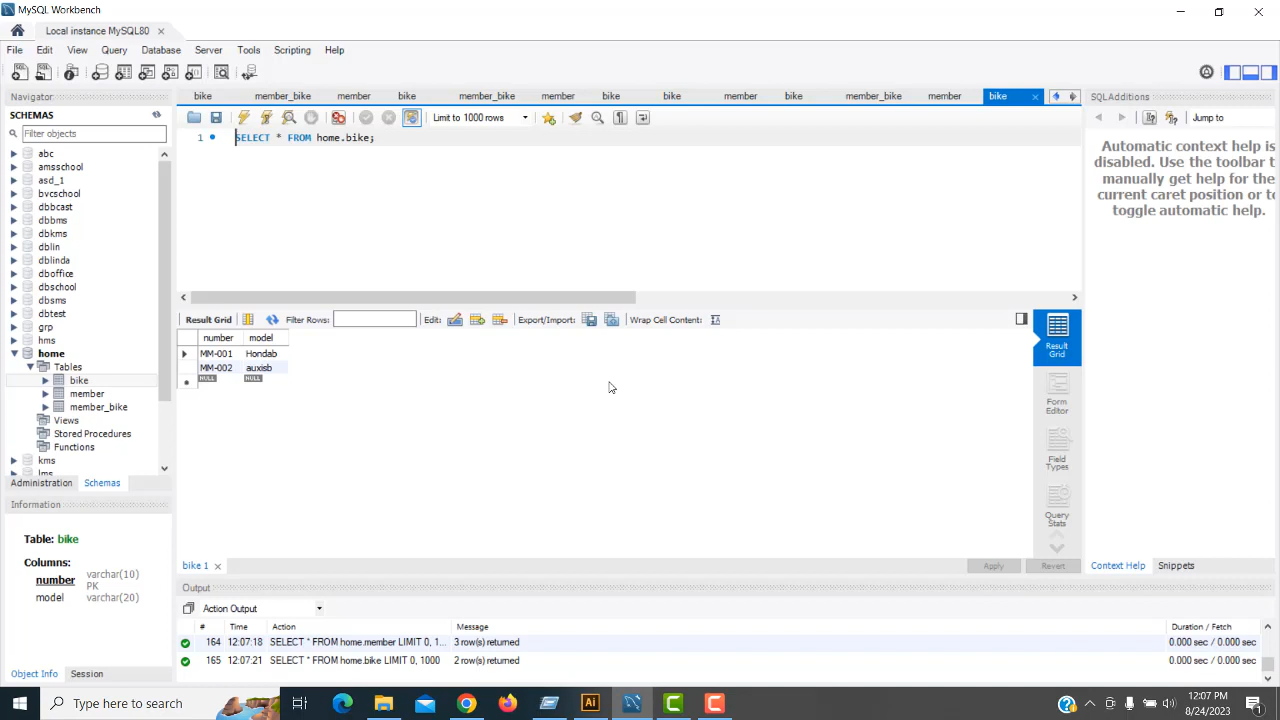 MySQL Workbench
Local instance MySQL80
File Edit View Query Database Server Tools Scripting Help
Navigator
SCHEMAS
Filter objects
abc
amsschool
asd_1
bvcschool
dbbcast
dbbms
dbkms
dblin
dblinda
dboffice
dbschool
dbsms
dbtest
grp
hms
home
Tables
bike
member
member_bike
Views
Stored Procedures
Functions
kms
lms
Administration Schemas
Information
Table: bike
Columns:
number varchar(10)
PK
model varchar(20)
Object Info Session
bike member_bike member bike member_bike member bike bike member bike member_bike member bike
Limit to 1000 rows
1 SELECT * FROM home.bike;
Result Grid Filter Rows: Edit: Export/Import: Wrap Cell Content:
number model
MM-001 Hondab
MM-002 auxisb
NULL NULL
Result
Grid
Form
Editor
Field
Types
Query
Stats
bike 1 Apply Revert
Output
Action Output
# Time Action Message Duration / Fetch
164 12:07:18 SELECT * FROM home.member LIMIT 0, 1... 3 row(s) returned 0.000 sec / 0.000 sec
165 12:07:21 SELECT * FROM home.bike LIMIT 0, 1000 2 row(s) returned 0.000 sec / 0.000 sec
SQLAdditions
Jump to
Automatic context help is
disabled. Use the toolbar t
manually get help for the
current caret position or to
toggle automatic help.
Context Help Snippets
Type here to search
Ai
C
C
12:07 PM
8/24/2023
1